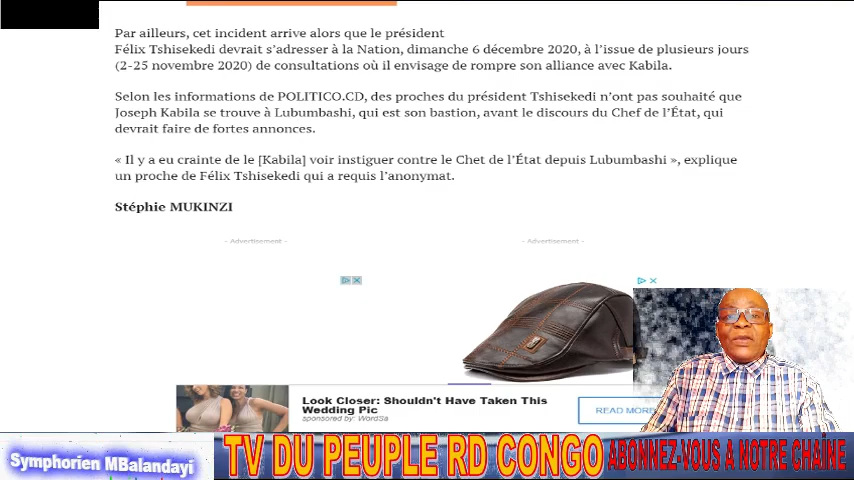 Par ailleurs, cet incident arrive alors que le président
Félix Tshisekedi devrait s'adresser à la Nation, dimanche 6 décembre 2020, à l'issue de plusieurs jours
(2-25 novembre 2020) de consultations où il envisage de rompre son alliance avec Kabila.
Selon les informations de POLITICO.CD, des proches du président Tshisekedi n'ont pas souhaité que
Joseph Kabila se trouve à Lubumbashi, qui est son bastion, avant le discours du Chef de l'État, qui
devrait faire de fortes annonces.
« Il y a eu crainte de le [Kabila] voir instiguer contre le Chet de l'État depuis Lubumbashi », explique
un proche de Félix Tshisekedi qui a requis l'anonymat.
Stéphie MUKINZI
- Advertisement -
- Advertisement -
Look Closer: Shouldn't Have Taken This
Wedding Pic
sponsored by: WordSa
READ MORE
Symphorien MBalandayi
TV DU PEUPLE RD CONGO
ABONNEZ-VOUS A NOTRE CHAÎNE